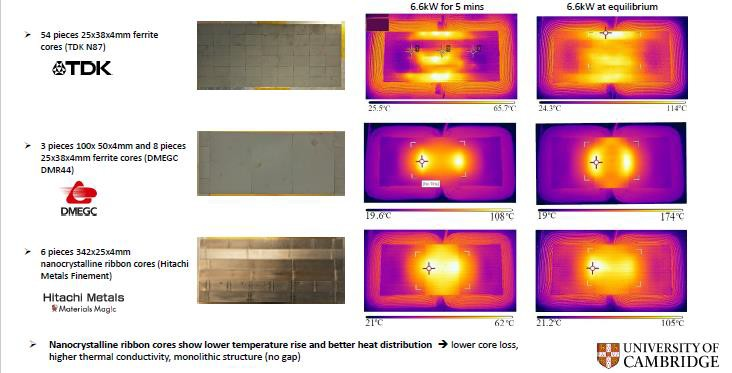 6.6kW for 5 mins
6.6kW at equilibrium
➢ 54 pieces 25x38x4mm ferrite
cores (TDK N87)
TDK
25.5°C
65.7°C
24.3°C
114°C
➢ 3 pieces 100x 50x4mm and 8 pieces
25x38x4mm ferrite cores (DMEGC
DMR44)
DMEGC
19.6°C
108°C
19°C
174°C
➢ 6 pieces 342x25x4mm
nanocrystalline ribbon cores (Hitachi
Metals Finement)
Hitachi Metals
Materials Magic
21°C
62°C
21.2°C
105°C
➢ Nanocrystalline ribbon cores show lower temperature rise and better heat distribution ➔ lower core loss,
higher thermal conductivity, monolithic structure (no gap)
UNIVERSITY OF
CAMBRIDGE